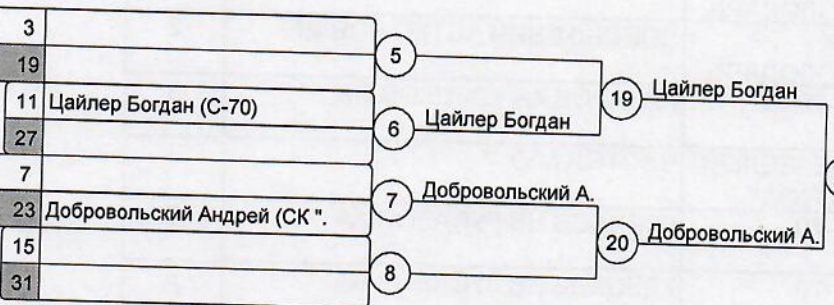 3
19
5
11 Цайлер Богдан (С-70)
27
6
Цайлер Богдан
19
Цайлер Богдан
7
23 Добровольский Андрей (СК ".
7
Добровольский А.
15
31
8
20
Добровольский А.